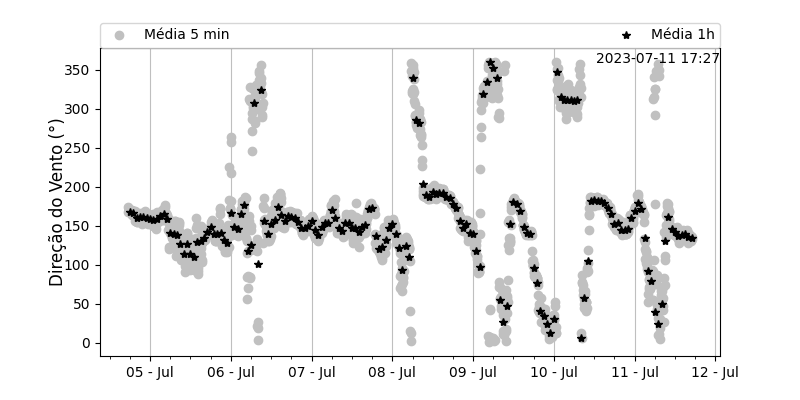 Média 5 min
Média 1h
2023-07-11 17:27
Direção do Vento (°)
350
300
250
200
150
100
50
0
05 - Jul
06 - Jul
07 - Jul
08 - Jul
09 - Jul
10 - Jul
11 - Jul
12 - Jul